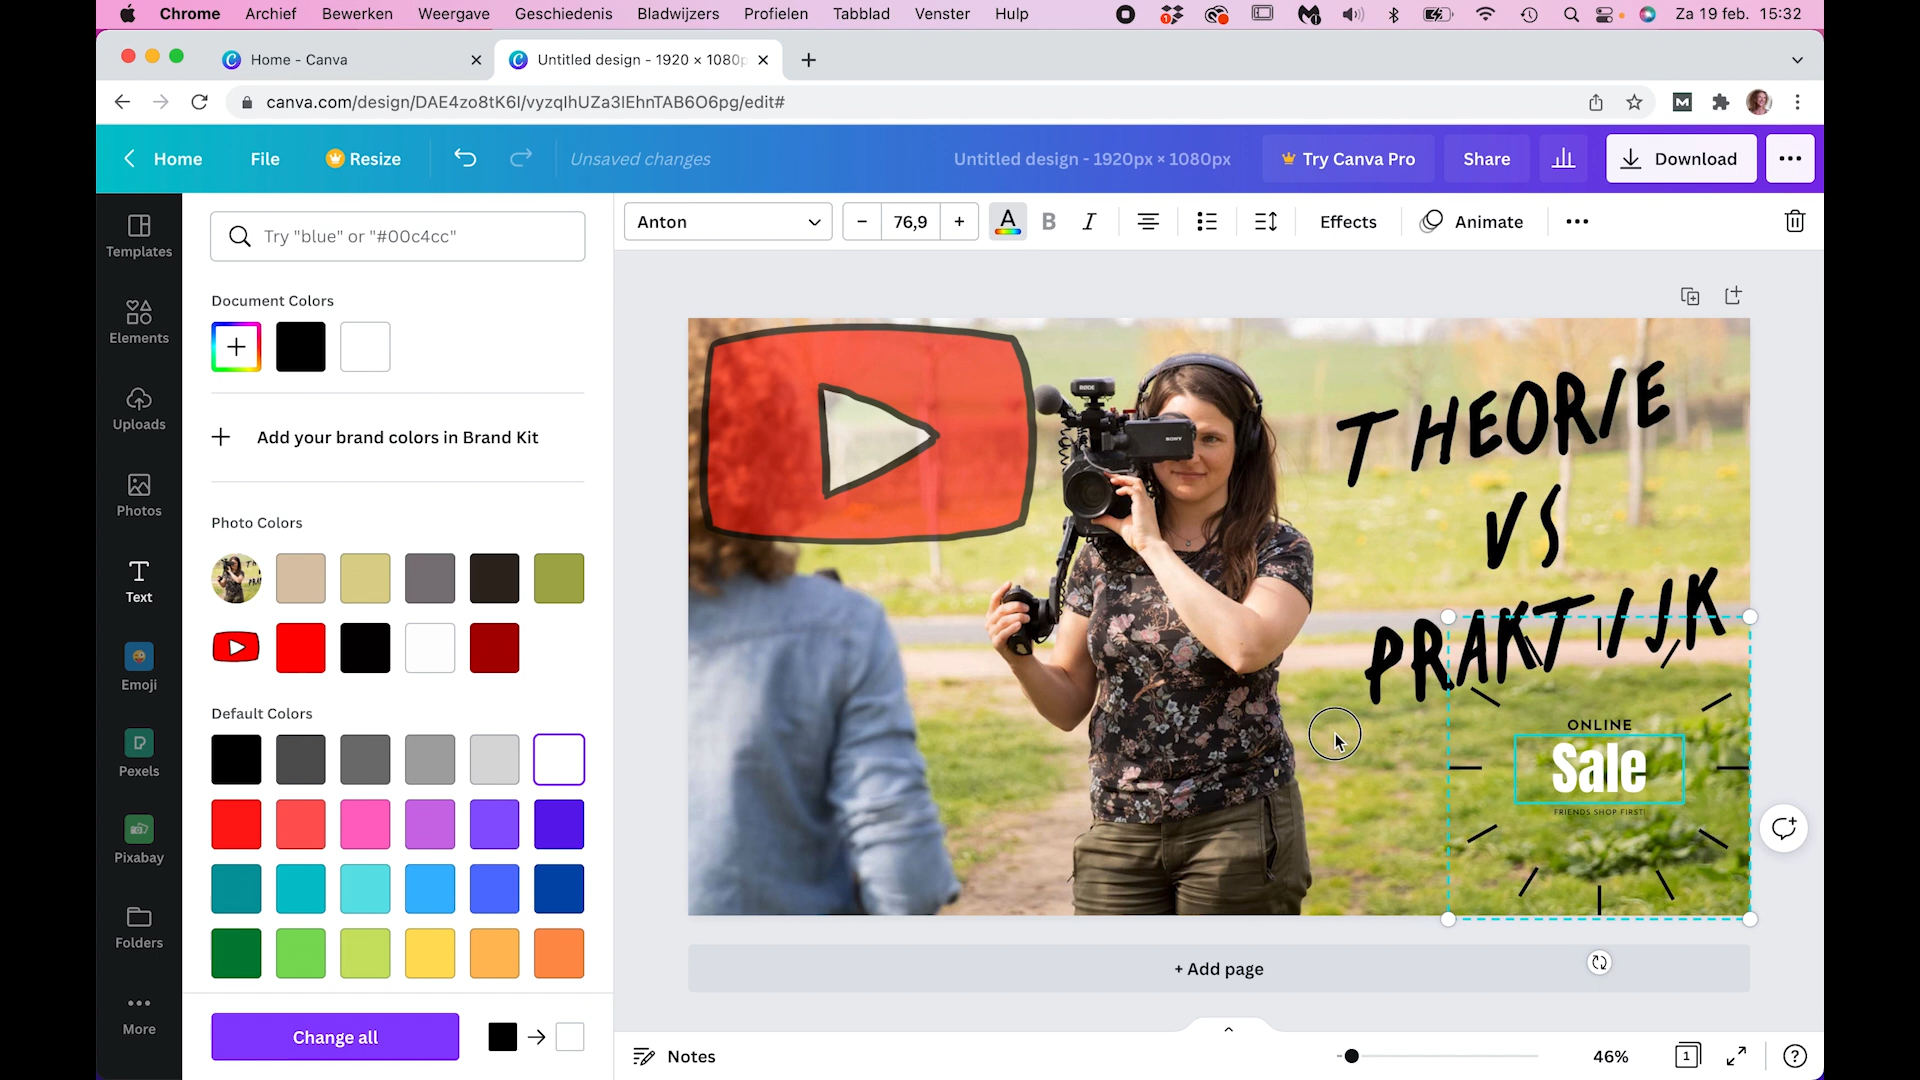 Chrome Archief Bewerken Weergave Geschiedenis Bladwijzers Profielen Tabblad Venster Hulp Za 19 feb. 15:32
Home - Canva Untitled design - 1920 × 1080p
canva.com/design/DAE4zo8tK6I/vyzqlhUZa3lEhnTAB6O6pg/edit#
Home File Resize Unsaved changes Untitled design - 1920px × 1080px Try Canva Pro Share Download
Anton 76,9 A B I Effects Animate
Templates
Elements
Uploads
Photos
Text
Emoji
Pexels
Pixabay
Folders
More
Try "blue" or "#00c4cc"
Document Colors
Add your brand colors in Brand Kit
Photo Colors
Default Colors
Change all
RØDE
SONY
THEORIE
VS
PRAKTIJK
ONLINE
Sale
FRIENDS SHOP FIRST!
+ Add page
Notes 46% 1 ?